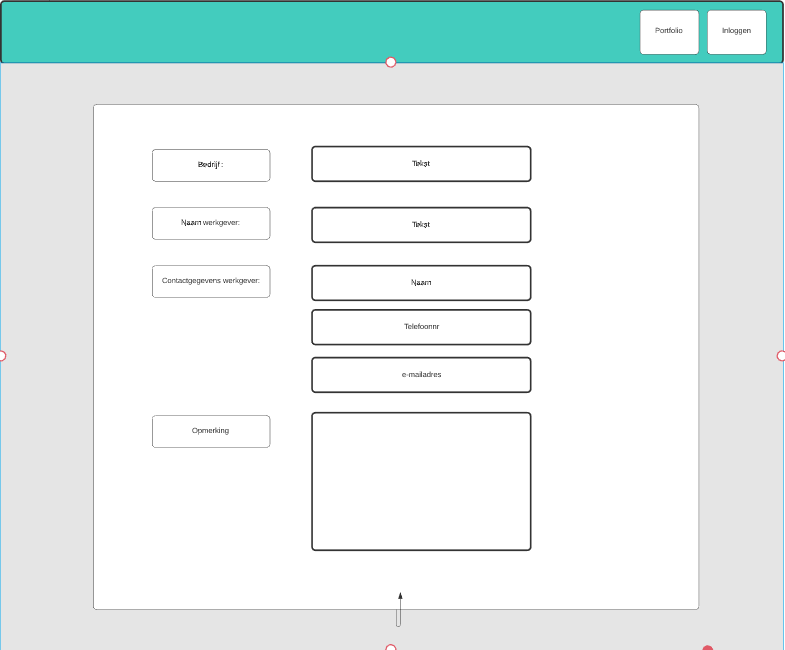 Portfolio
Inloggen
Bedrijf:
Tekst
Naam werkgever:
Tekst
Contactgegevens werkgever:
Naam
Telefoonnr
e-mailadres
Opmerking